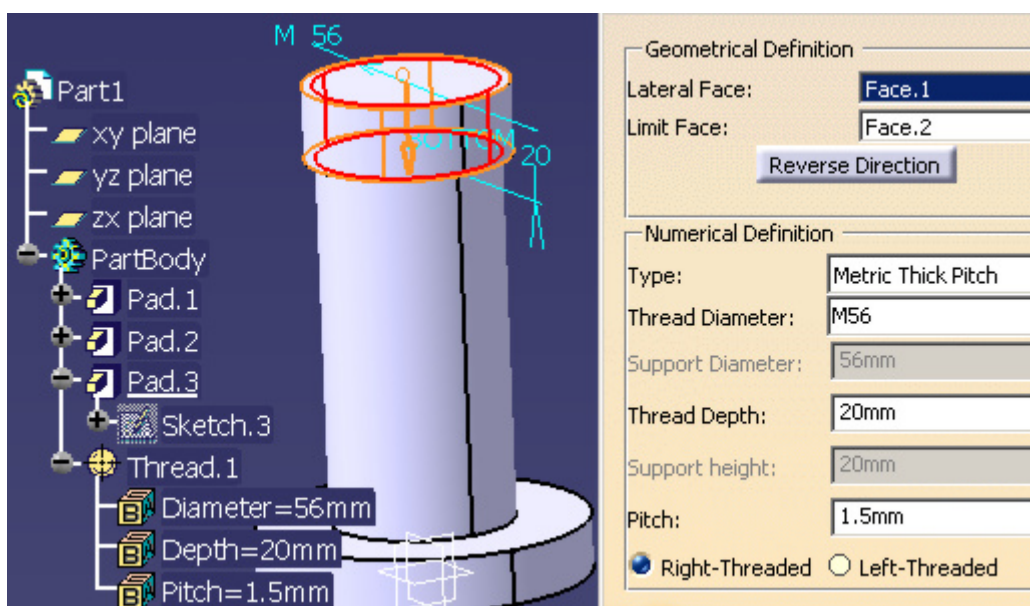 M 56
BOTTOM
20
Part1
xy plane
yz plane
zx plane
PartBody
Pad.1
Pad.2
Pad.3
Sketch.3
Thread.1
Diameter=56mm
Depth=20mm
Pitch=1.5mm
Geometrical Definition
Lateral Face: Face.1
Limit Face: Face.2
Reverse Direction
Numerical Definition
Type: Metric Thick Pitch
Thread Diameter: M56
Support Diameter: 56mm
Thread Depth: 20mm
Support height: 20mm
Pitch: 1.5mm
Right-Threaded Left-Threaded